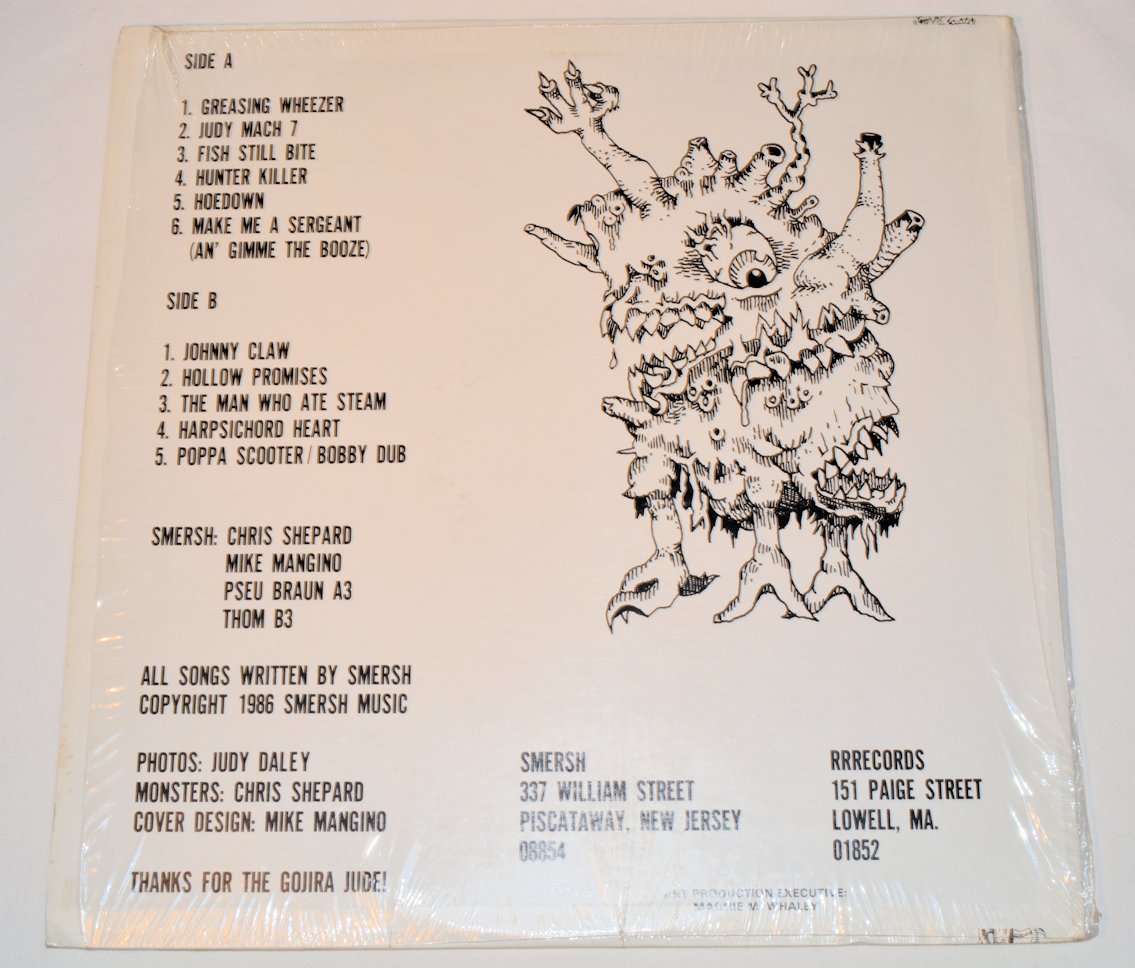 SIDE A
1. GREASING WHEEZER
2. JUDY MACH 7
3. FISH STILL BITE
4. HUNTER KILLER
5. HOEDOWN
6. MAKE ME A SERGEANT
(AN' GIMME THE BOOZE)
SIDE B
1. JOHNNY CLAW
2. HOLLOW PROMISES
3. THE MAN WHO ATE STEAM
4. HARPSICHORD HEART
5. POPPA SCOOTER/BOBBY DUB
SMERSH: CHRIS SHEPARD
MIKE MANGINO
PSEU BRAUN A3
THOM B3
ALL SONGS WRITTEN BY SMERSH
COPYRIGHT 1986 SMERSH MUSIC
PHOTOS: JUDY DALEY
MONSTERS: CHRIS SHEPARD
COVER DESIGN: MIKE MANGINO
THANKS FOR THE GOJIRA JUDE!
SMERSH
337 WILLIAM STREET
PISCATAWAY, NEW JERSEY
08854
RRRECORDS
151 PAIGE STREET
LOWELL, MA.
01852
ART PRODUCTION EXECUTIVE:
M. WHALEY